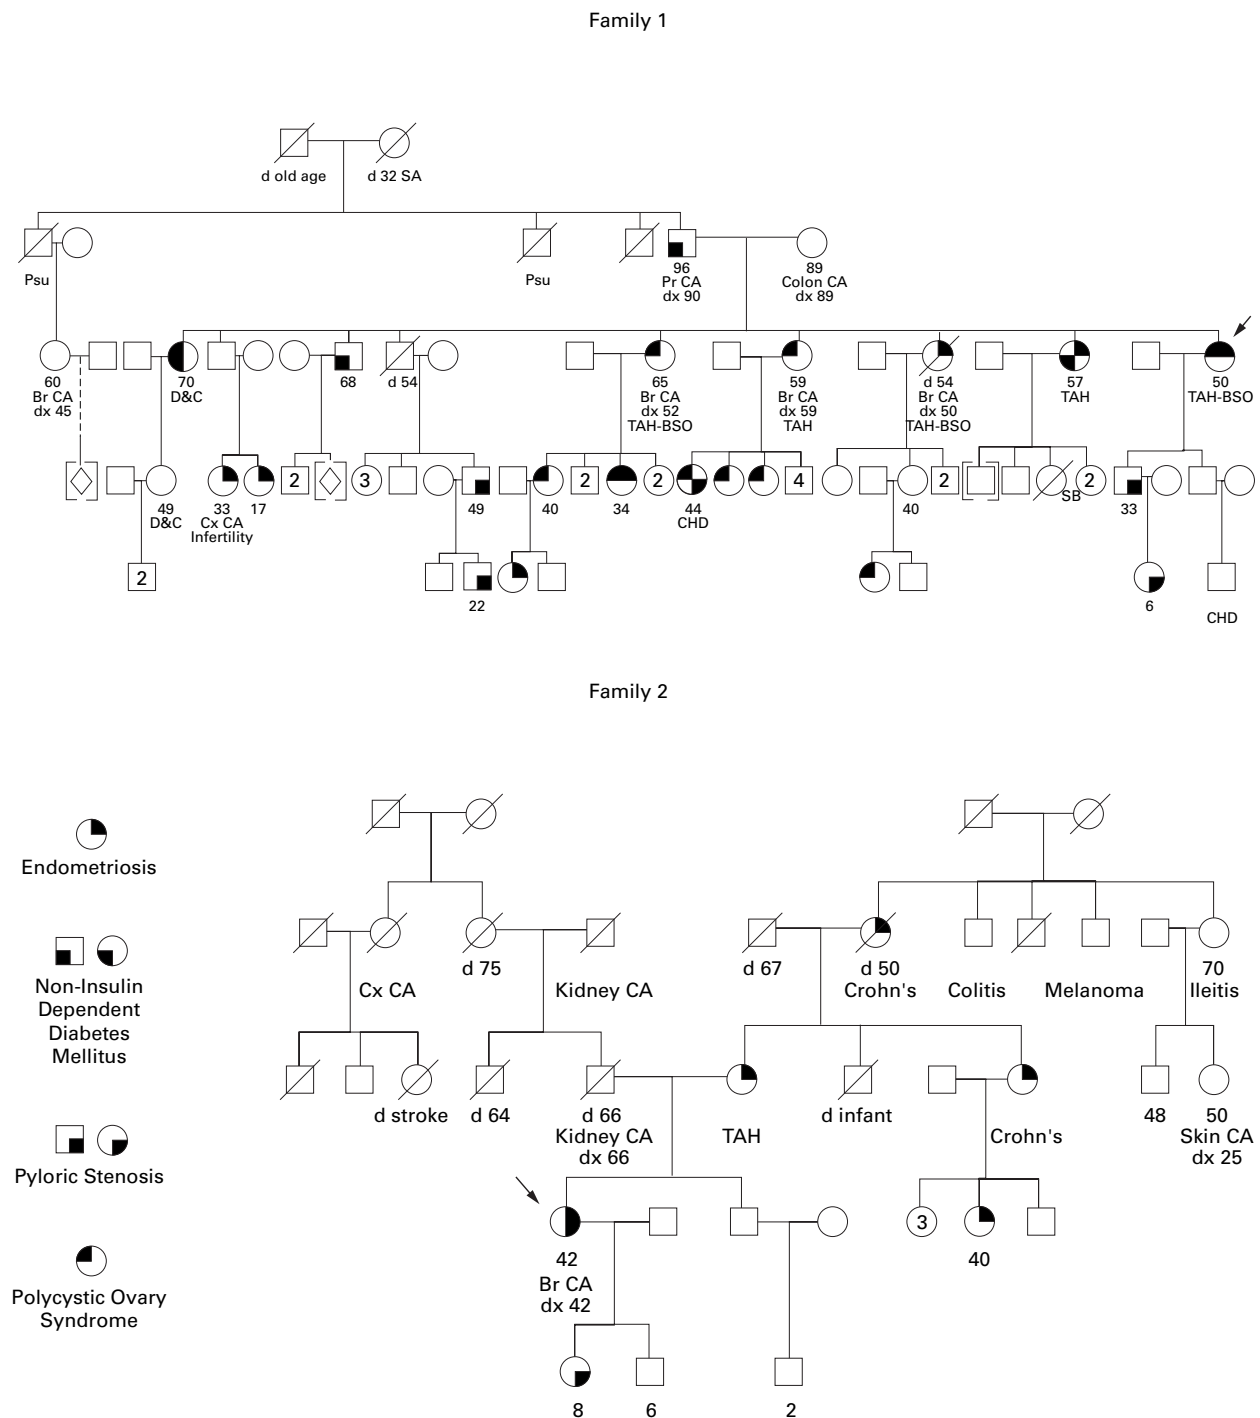 Family 1
d old age
d 32 SA
Psu
Psu
96
Pr CA
dx 90
89
Colon CA
dx 89
60
Br CA
dx 45
70
D&C
68
d 54
65
Br CA
dx 52
TAH-BSO
59
Br CA
dx 59
TAH
d 54
Br CA
dx 50
TAH-BSO
57
TAH
50
TAH-BSO
49
D&C
33
Cx CA
Infertility
17
2
3
49
40
2
34
2
44
CHD
4
40
2
SB
2
33
2
22
6
CHD
Family 2
Endometriosis
Non-Insulin
Dependent
Diabetes
Mellitus
Pyloric Stenosis
Polycystic Ovary
Syndrome
Cx CA
d 75
Kidney CA
d 67
d 50
Crohn's
Colitis
Melanoma
70
Ileitis
d stroke
d 64
d 66
Kidney CA
dx 66
TAH
d infant
Crohn's
48
50
Skin CA
dx 25
42
Br CA
dx 42
3
40
8
6
2